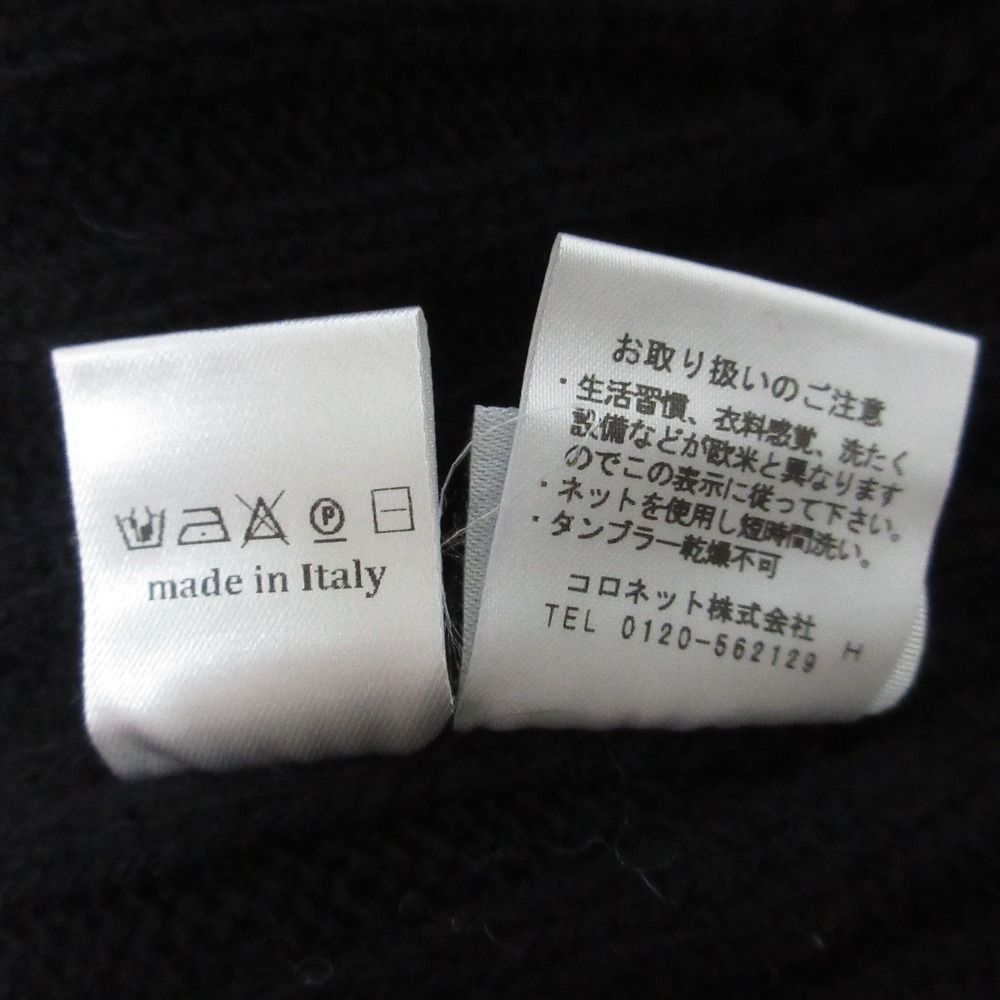 made in Italy
お取り扱いのご注意
・生活習慣、衣料感覚、洗たく
設備などが欧米と異なります
のでこの表示に従って下さい。
・ネットを使用し短時間洗い。
・タンブラー乾燥不可
コロネット株式会社
TEL 0120-562129 H